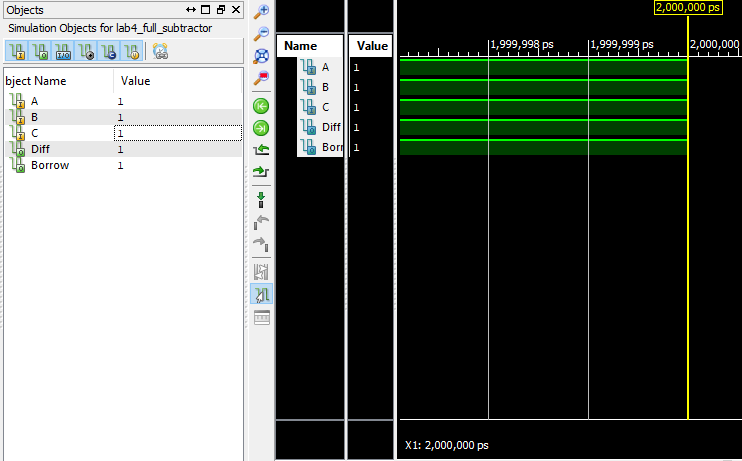 Objects
Simulation Objects for lab4_full_subtractor
bject Name Value
A 1
B 1
C 1
Diff 1
Borrow 1
Name Value
A 1
B 1
C 1
Diff 1
Borr 1
2,000,000 ps
1,999,998 ps 1,999,999 ps 2,000,000
X1: 2,000,000 ps